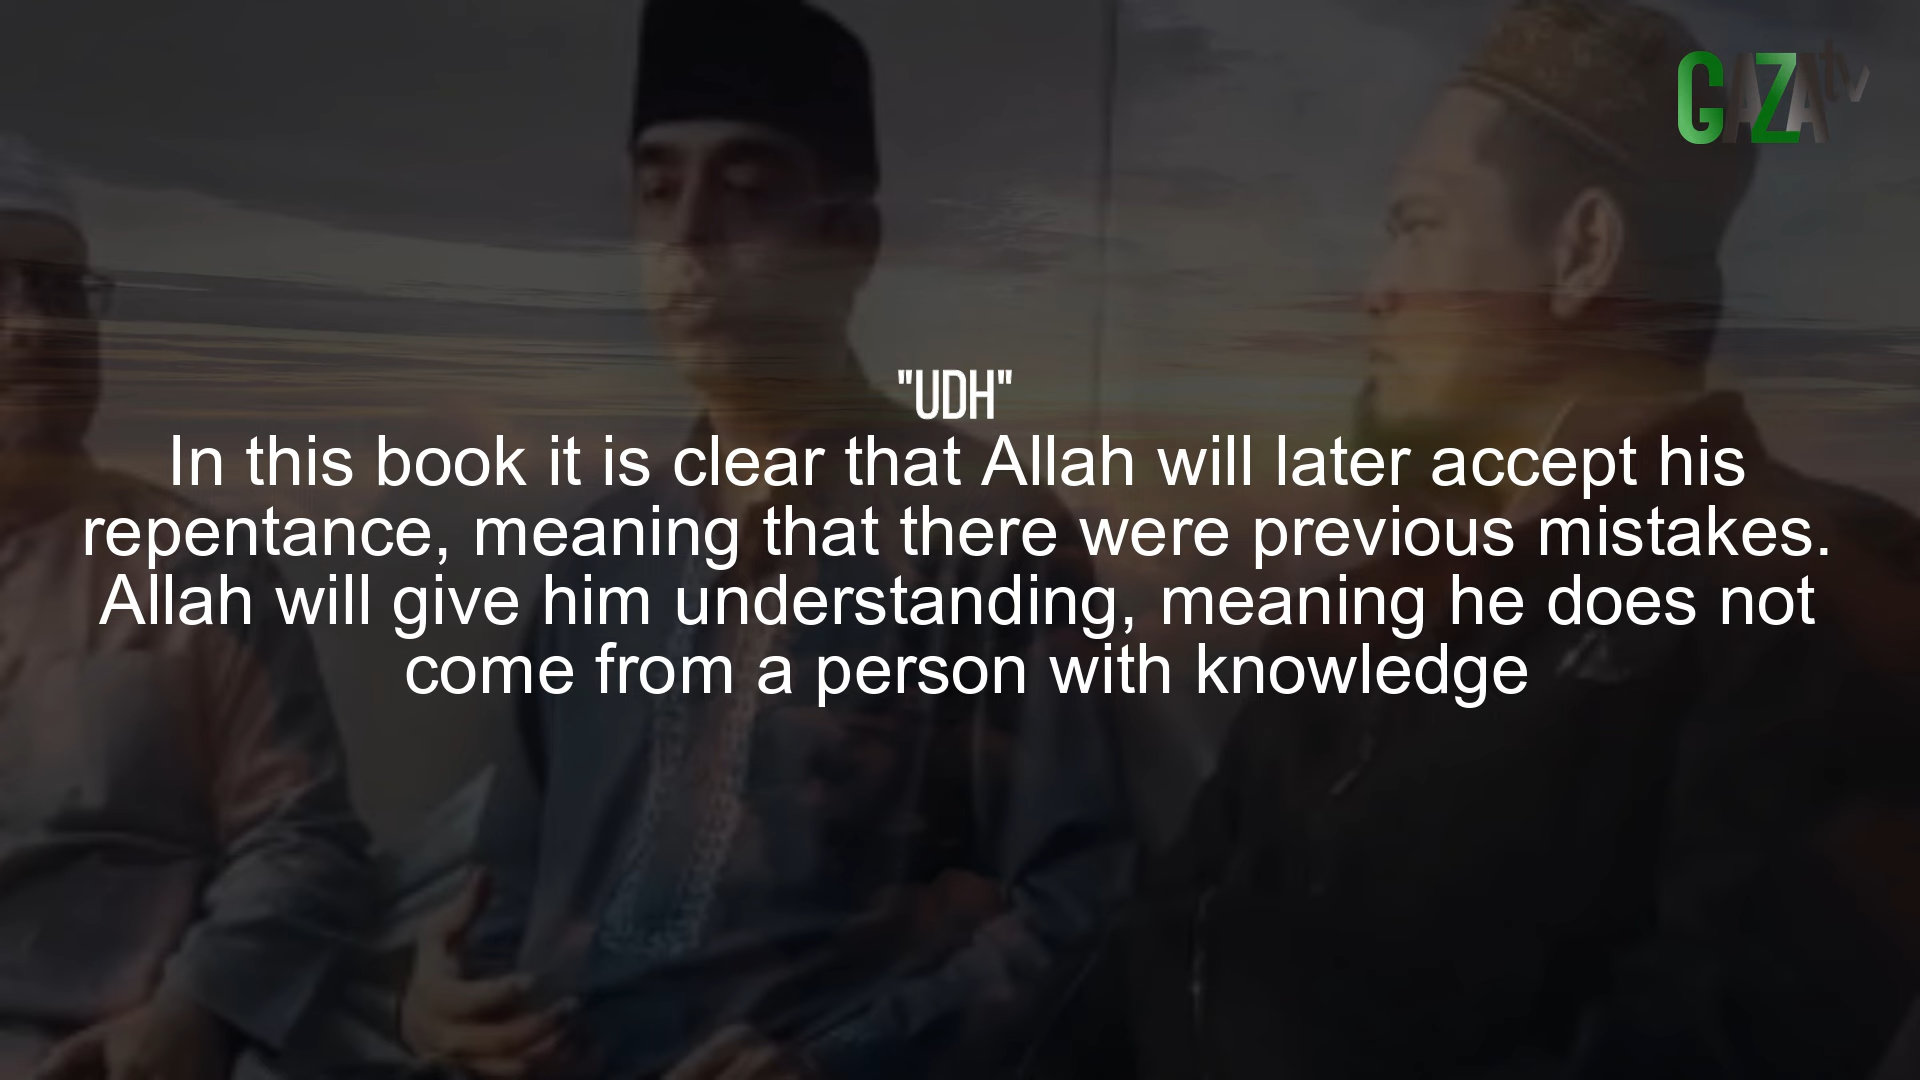 GAZAtv
"UDH"
In this book it is clear that Allah will later accept his
repentance, meaning that there were previous mistakes.
Allah will give him understanding, meaning he does not
come from a person with knowledge